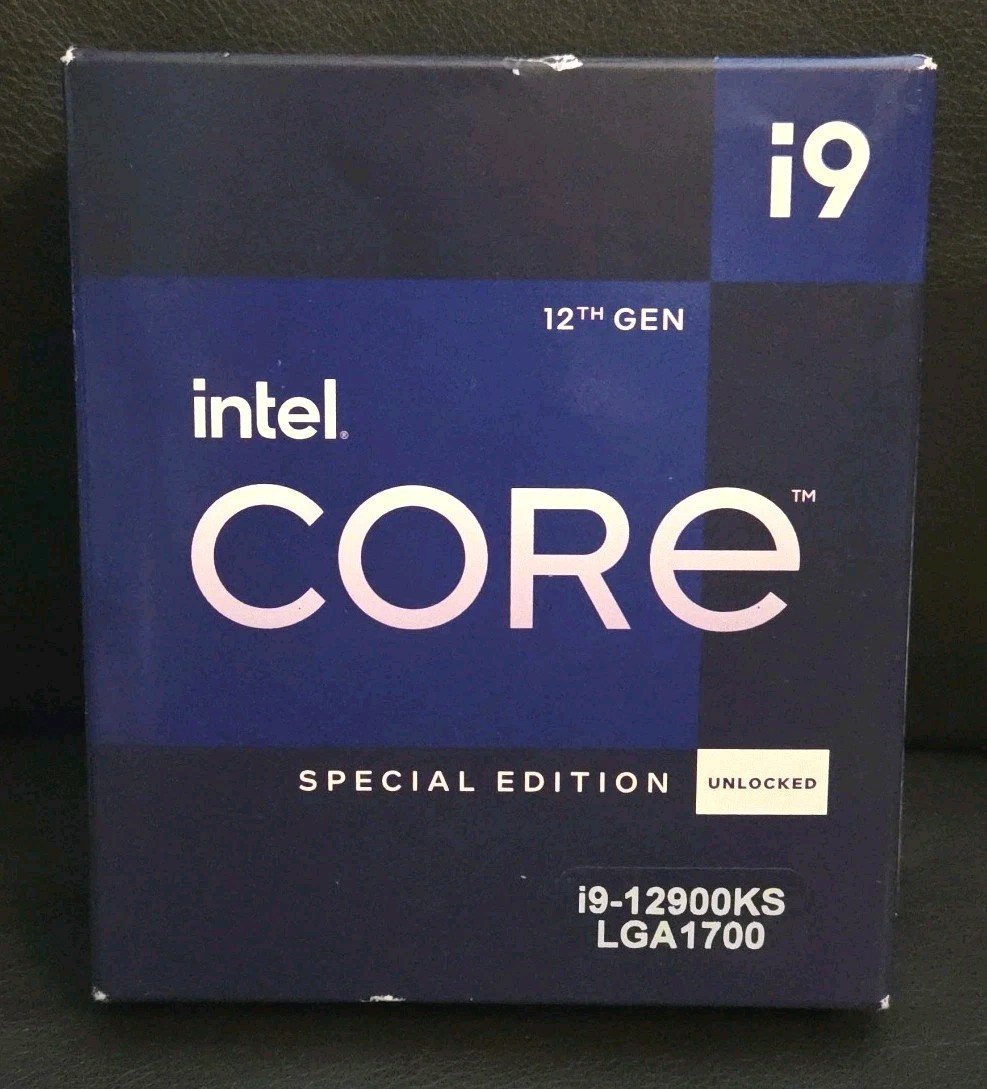 i9
12TH GEN
intel®
CORe™
SPECIAL EDITION
UNLOCKED
i9-12900KS
LGA1700